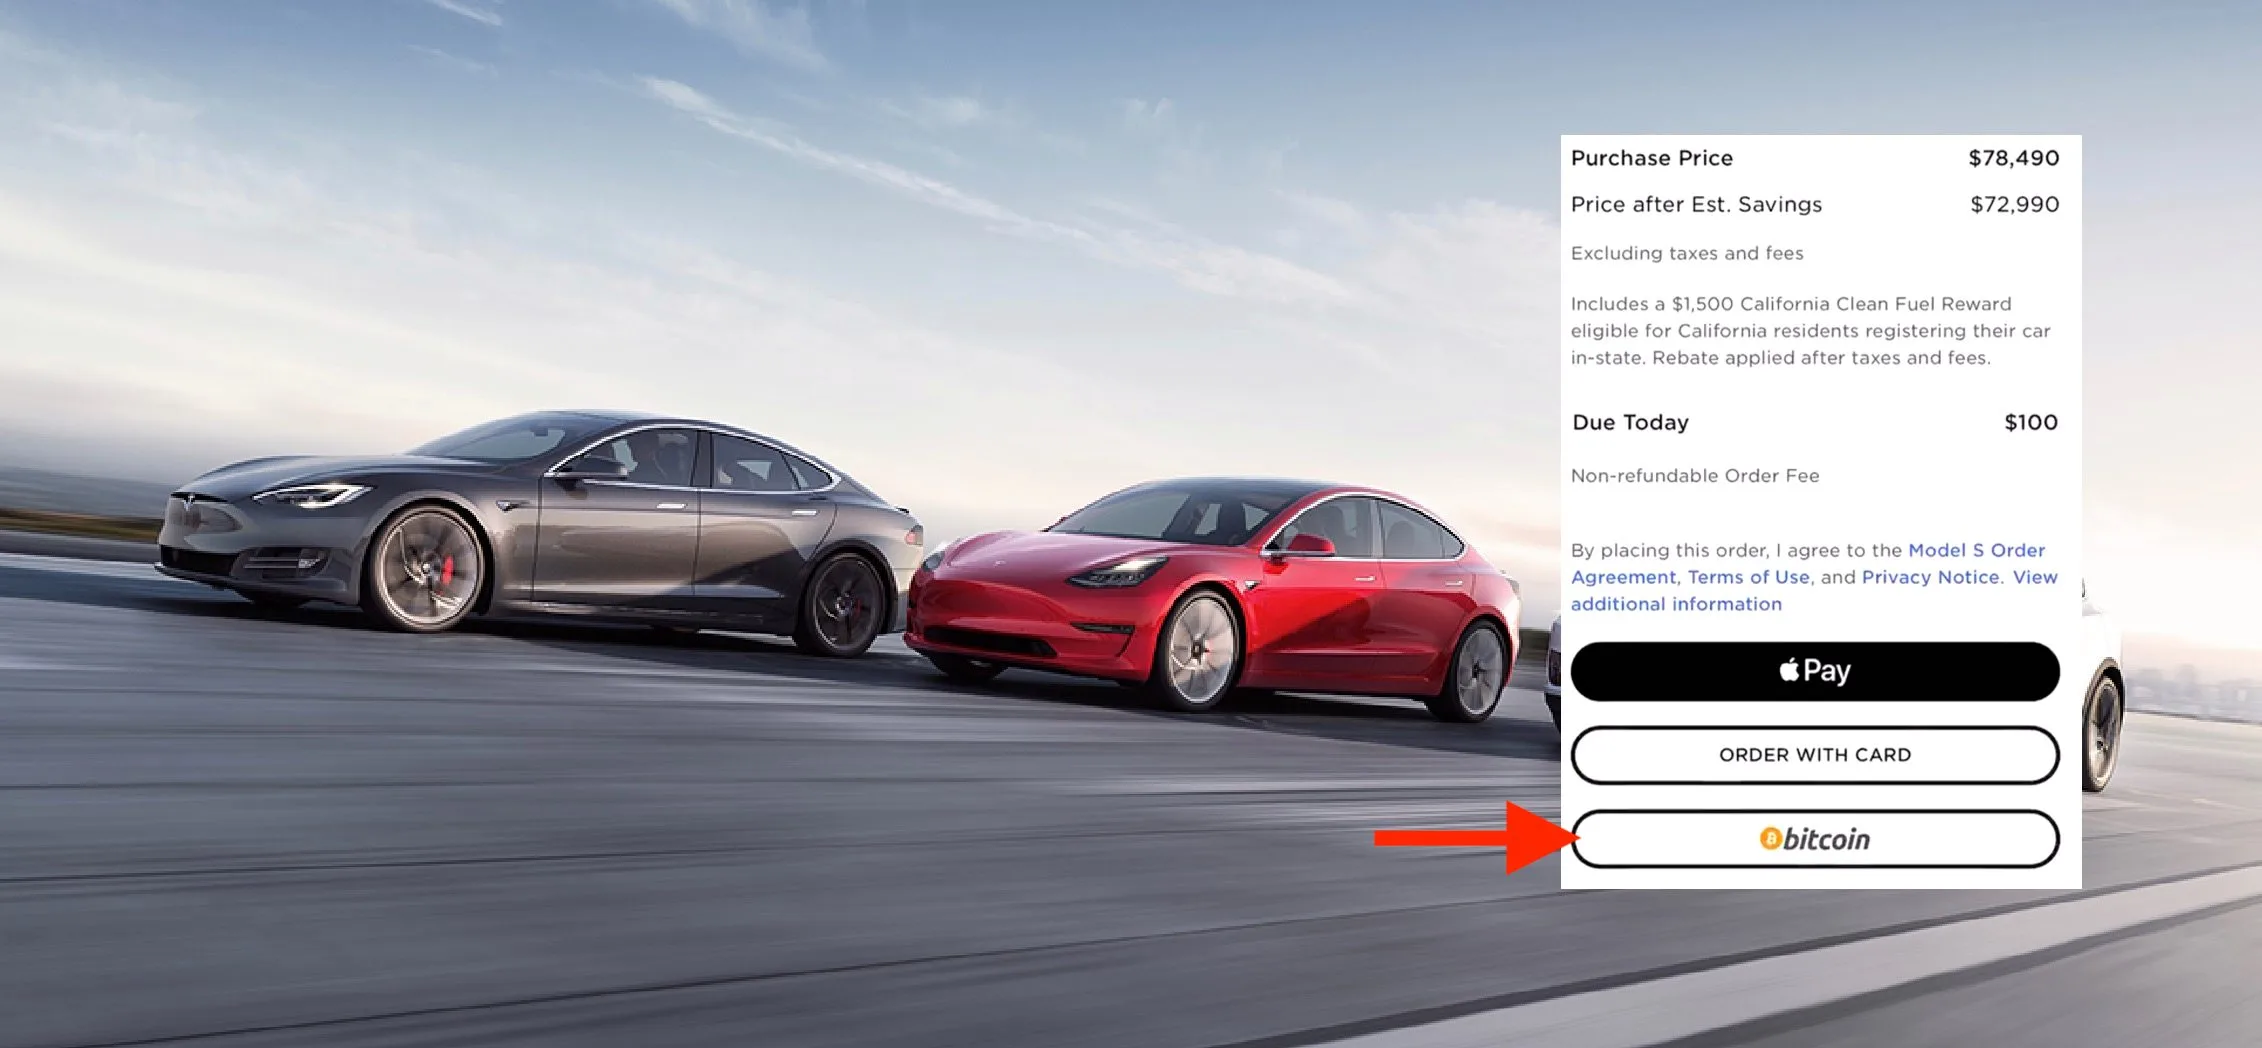 Purchase Price $78,490
Price after Est. Savings $72,990
Excluding taxes and fees
Includes a $1,500 California Clean Fuel Reward
eligible for California residents registering their car
in-state. Rebate applied after taxes and fees.
Due Today $100
Non-refundable Order Fee
By placing this order, I agree to the Model S Order
Agreement, Terms of Use, and Privacy Notice. View
additional information
Pay
ORDER WITH CARD
bitcoin